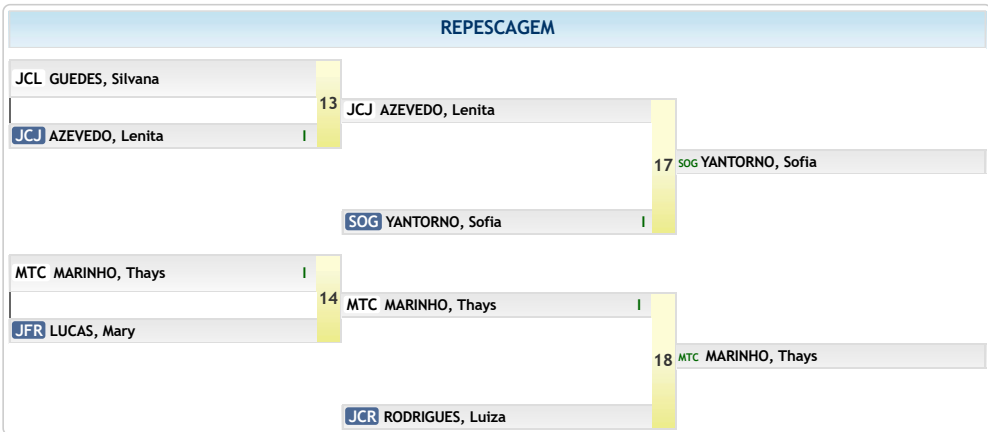 REPESCAGEM
JCL GUEDES, Silvana
13
JCJ AZEVEDO, Lenita I
JCJ AZEVEDO, Lenita
17
SOG YANTORNO, Sofia I
SOG YANTORNO, Sofia
MTC MARINHO, Thays I
14
JFR LUCAS, Mary
MTC MARINHO, Thays I
18
JCR RODRIGUES, Luiza
MTC MARINHO, Thays